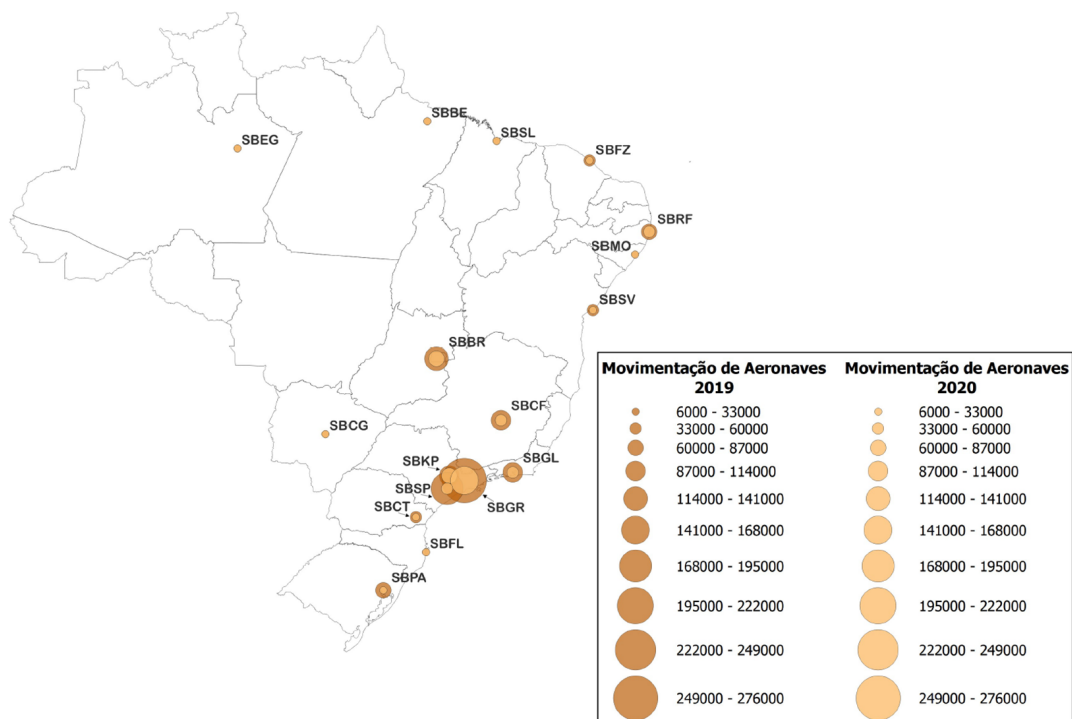 SBBE
SBSL
SBEG
SBFZ
SBRF
SBMO
SBSV
SBBR
SBCF
SBCG
SBKP
SBGL
SBSP
SBGR
SBCT
SBFL
SBPA
Movimentação de Aeronaves 2019
6000 - 33000
33000 - 60000
60000 - 87000
87000 - 114000
114000 - 141000
141000 - 168000
168000 - 195000
195000 - 222000
222000 - 249000
249000 - 276000
Movimentação de Aeronaves 2020
6000 - 33000
33000 - 60000
60000 - 87000
87000 - 114000
114000 - 141000
141000 - 168000
168000 - 195000
195000 - 222000
222000 - 249000
249000 - 276000